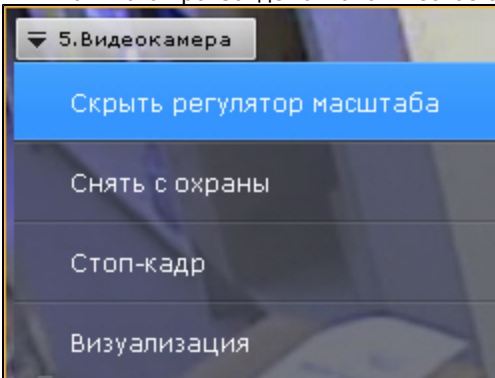 5.Видеокамера
Скрыть регулятор масштаба
Снять с охраны
Стоп-кадр
Визуализация